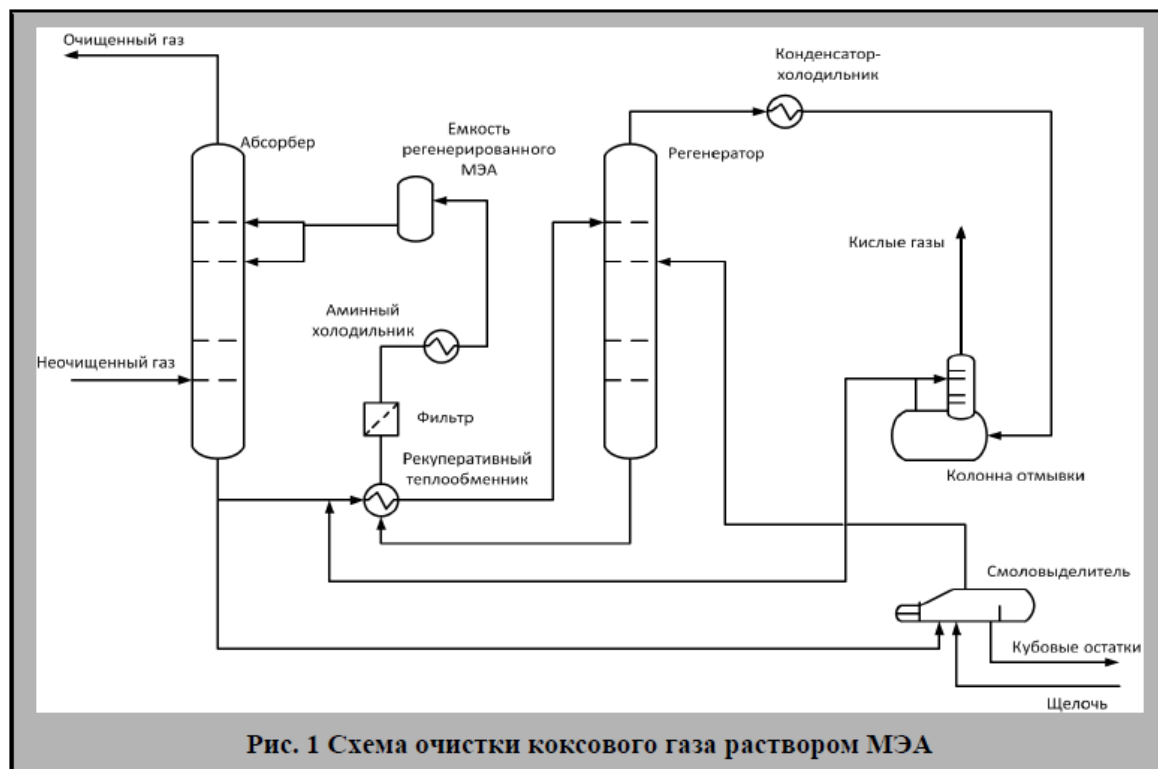 Очищенный газ
Конденсатор-
холодильник
Абсорбер
Емкость
регенерированного
МЭА
Регенератор
Кислые газы
Аминный
холодильник
Неочищенный газ
Фильтр
Рекуперативный
теплообменник
Колонна отмывки
Смоловыделитель
Кубовые остатки
Щелочь
Рис. 1 Схема очистки коксового газа раствором МЭА